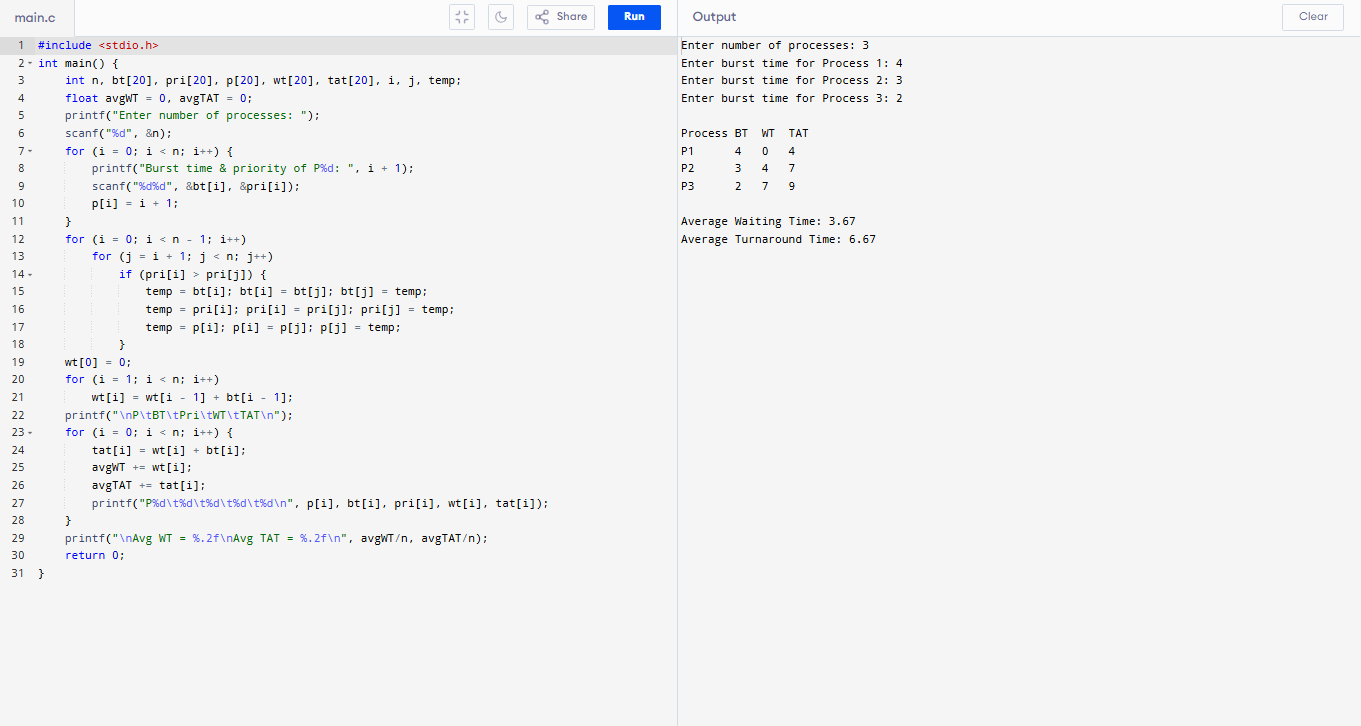 main.c
Share
Run
Output
Clear
1 #include <stdio.h>
2 int main() {
3 int n, bt[20], pri[20], p[20], wt[20], tat[20], i, j, temp;
4 float avgWT = 0, avgTAT = 0;
5 printf("Enter number of processes: ");
6 scanf("%d", &n);
7 for (i = 0; i < n; i++) {
8 printf("Burst time & priority of P%d: ", i + 1);
9 scanf("%d%d", &bt[i], &pri[i]);
10 p[i] = i + 1;
11 }
12 for (i = 0; i < n - 1; i++)
13 for (j = i + 1; j < n; j++)
14 if (pri[i] > pri[j]) {
15 temp = bt[i]; bt[i] = bt[j]; bt[j] = temp;
16 temp = pri[i]; pri[i] = pri[j]; pri[j] = temp;
17 temp = p[i]; p[i] = p[j]; p[j] = temp;
18 }
19 wt[0] = 0;
20 for (i = 1; i < n; i++)
21 wt[i] = wt[i - 1] + bt[i - 1];
22 printf("\nP\tBT\tPri\tWT\tTAT\n");
23 for (i = 0; i < n; i++) {
24 tat[i] = wt[i] + bt[i];
25 avgWT += wt[i];
26 avgTAT += tat[i];
27 printf("P%d\t%d\t%d\t%d\t%d\n", p[i], bt[i], pri[i], wt[i], tat[i]);
28 }
29 printf("\nAvg WT = %.2f\nAvg TAT = %.2f\n", avgWT/n, avgTAT/n);
30 return 0;
31 }
Enter number of processes: 3
Enter burst time for Process 1: 4
Enter burst time for Process 2: 3
Enter burst time for Process 3: 2
Process BT WT TAT
P1 4 0 4
P2 3 4 7
P3 2 7 9
Average Waiting Time: 3.67
Average Turnaround Time: 6.67